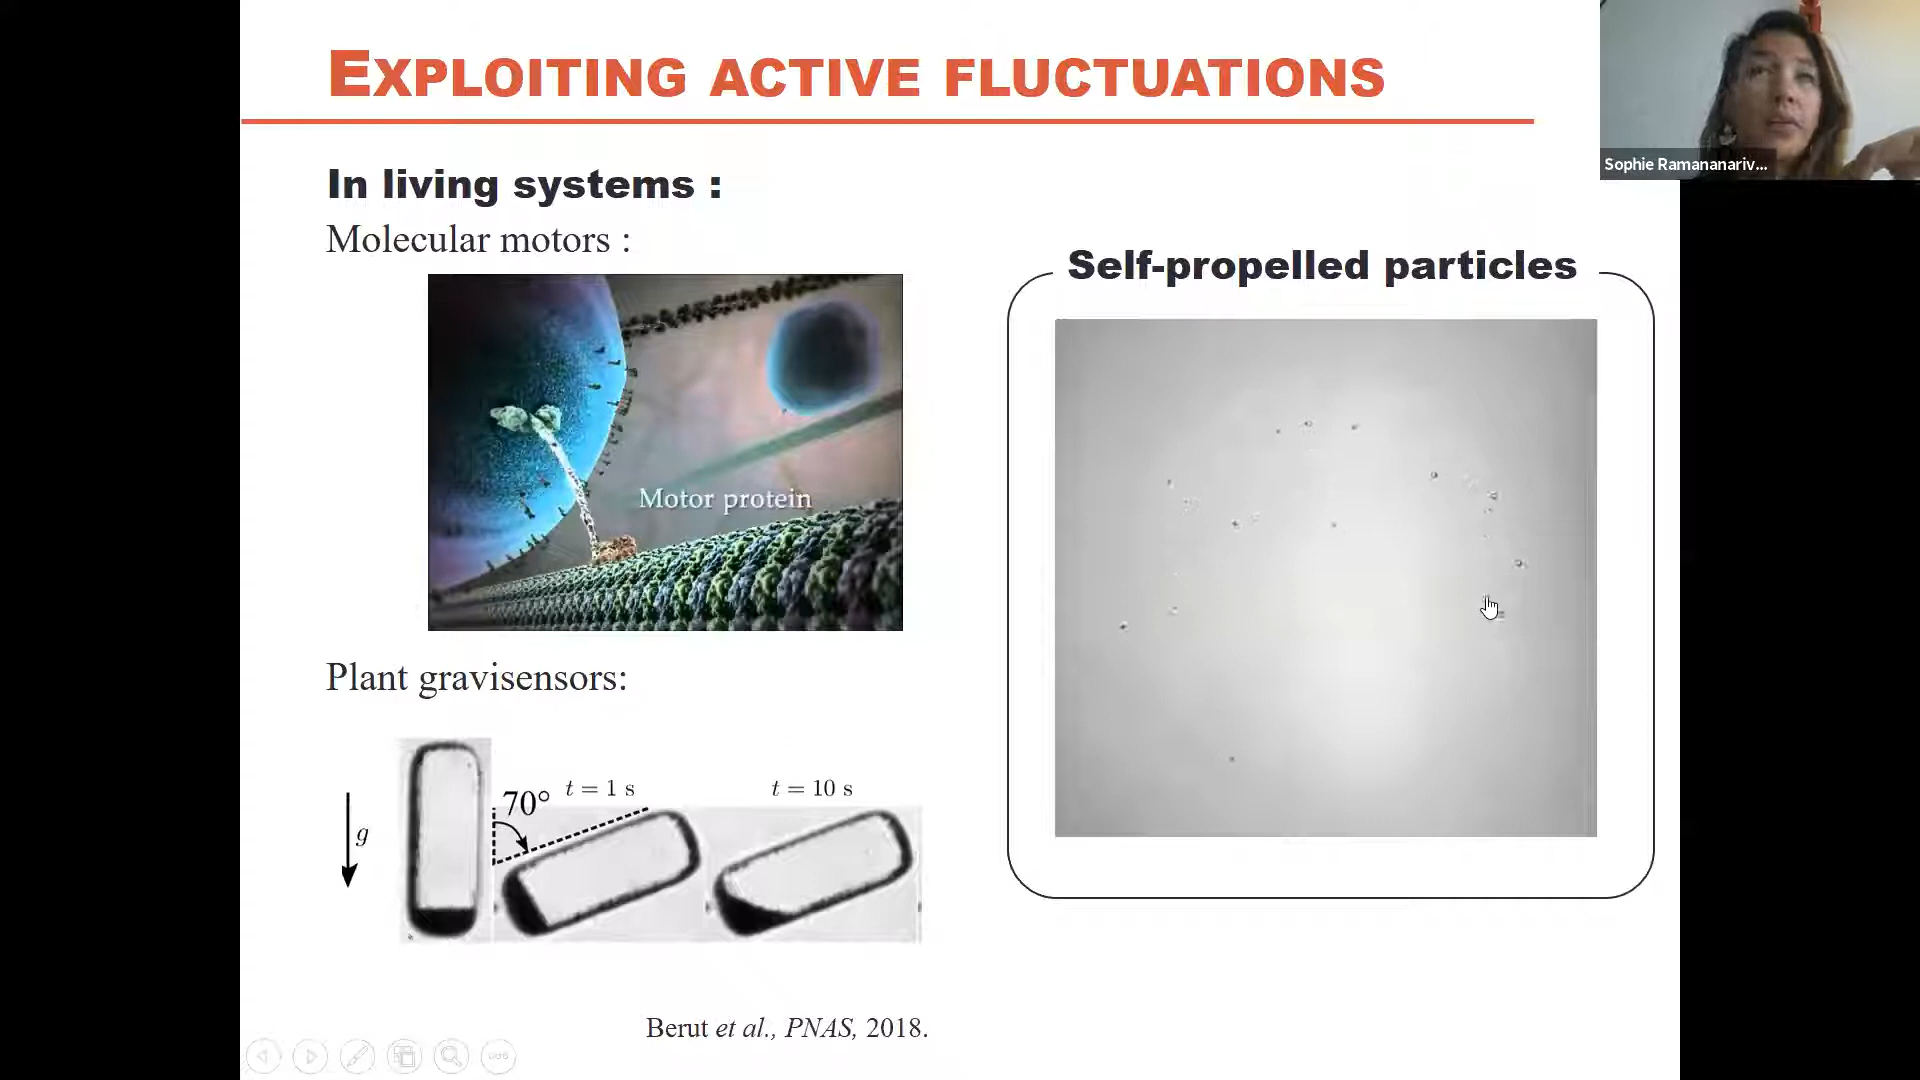 EXPLOITING ACTIVE FLUCTUATIONS
Sophie Ramananariv...
In living systems :
Molecular motors :
Motor protein
Self-propelled particles
Plant gravisensors:
g
70°
t = 1 s
t = 10 s
Berut et al., PNAS, 2018.